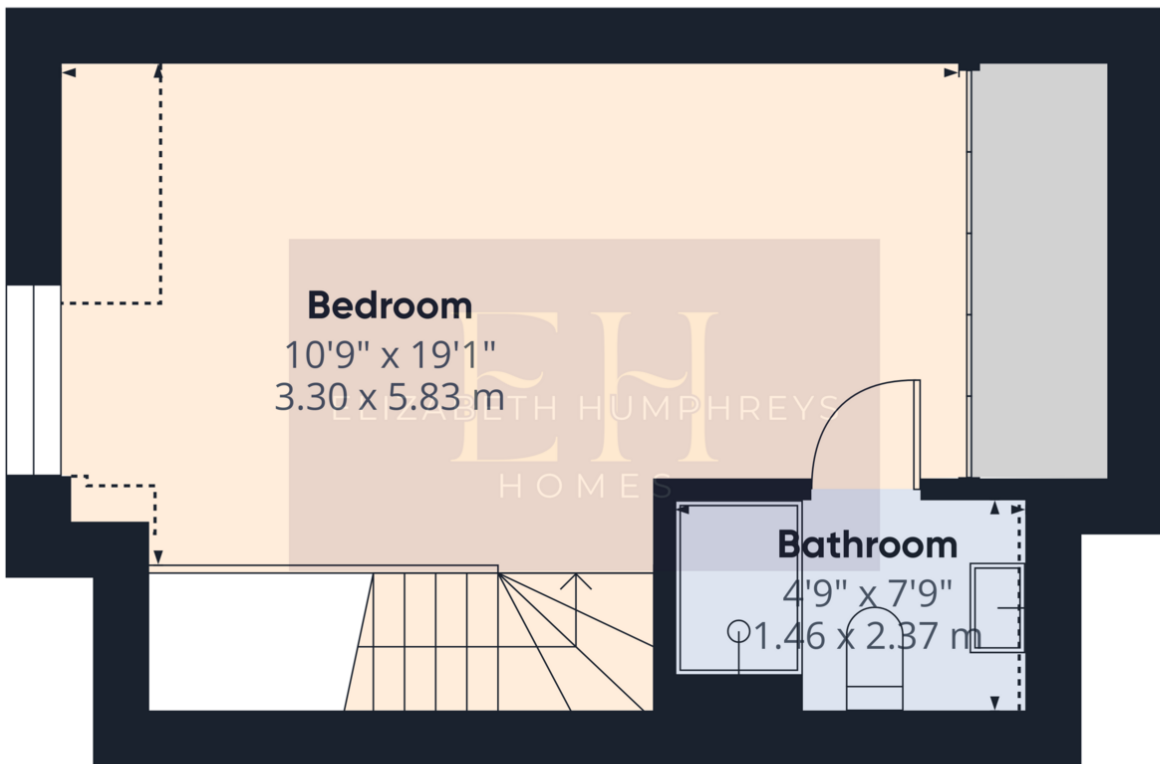 Bedroom
10'9" x 19'1"
3.30 x 5.83 m
EH
ELIZABETH HUMPHREYS
HOMES
Bathroom
4'9" x 7'9"
1.46 x 2.37 m